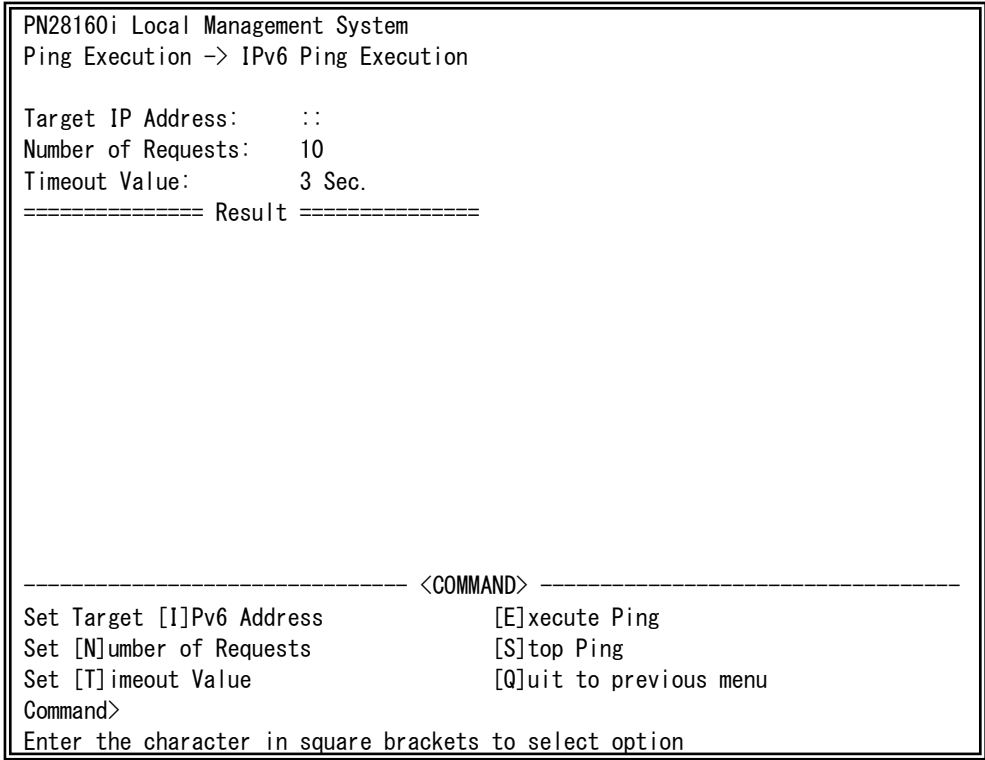 PN28160i Local Management System
Ping Execution -> IPv6 Ping Execution
Target IP Address: ::
Number of Requests: 10
Timeout Value: 3 Sec.
=============== Result ===============
-------------------------------- <COMMAND> -----------------------------------
Set Target [I]Pv6 Address [E]xecute Ping
Set [N]umber of Requests [S]top Ping
Set [T]imeout Value [Q]uit to previous menu
Command>
Enter the character in square brackets to select option